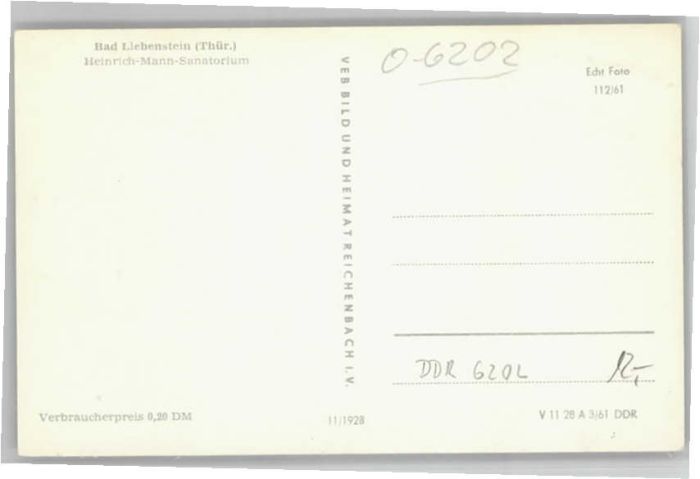 Bad Liebenstein (Thür.)
Heinrich-Mann-Sanatorium
VEB BILD UND HEIMAT REICHENBACH I. V.
O-6202
Echt Foto
112/61
DDR 6202
12,-
Verbraucherpreis 0,20 DM
11/1928
V 11 28 A 3/61 DDR